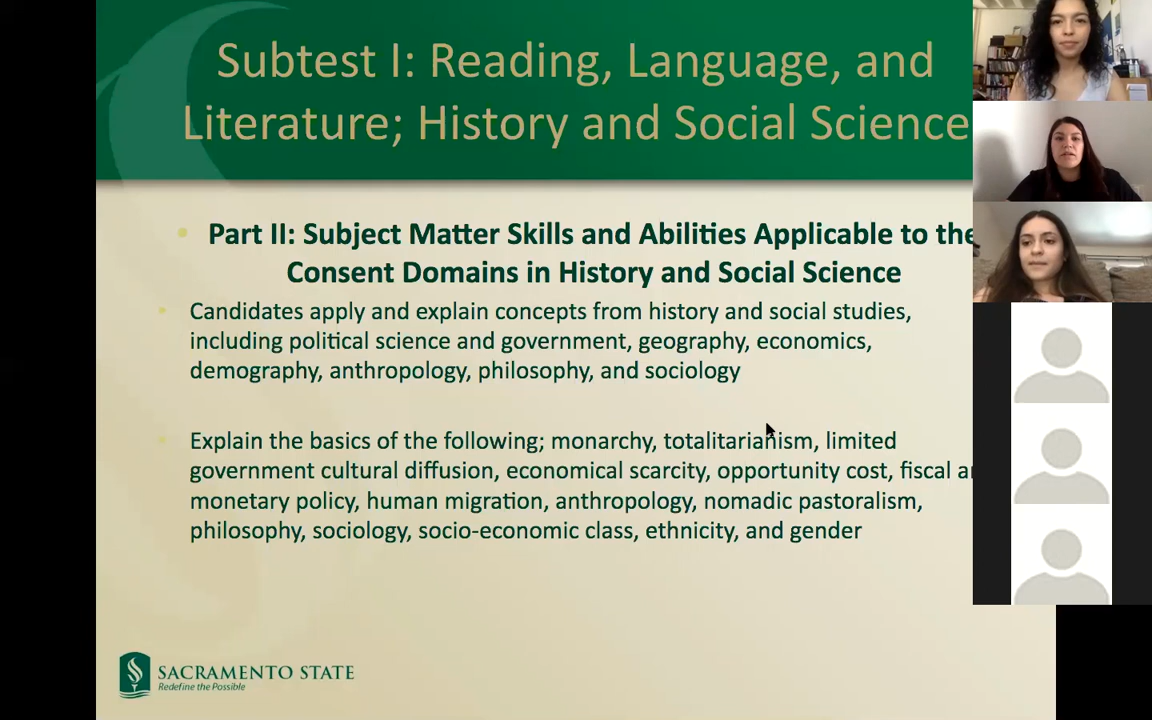 Subtest I: Reading, Language, and
Literature; History and Social Science
Part II: Subject Matter Skills and Abilities Applicable to the
Consent Domains in History and Social Science
Candidates apply and explain concepts from history and social studies,
including political science and government, geography, economics,
demography, anthropology, philosophy, and sociology
Explain the basics of the following; monarchy, totalitarianism, limited
government cultural diffusion, economical scarcity, opportunity cost, fiscal
monetary policy, human migration, anthropology, nomadic pastoralism,
philosophy, sociology, socio-economic class, ethnicity, and gender
SACRAMENTO STATE
Redefine the Possible